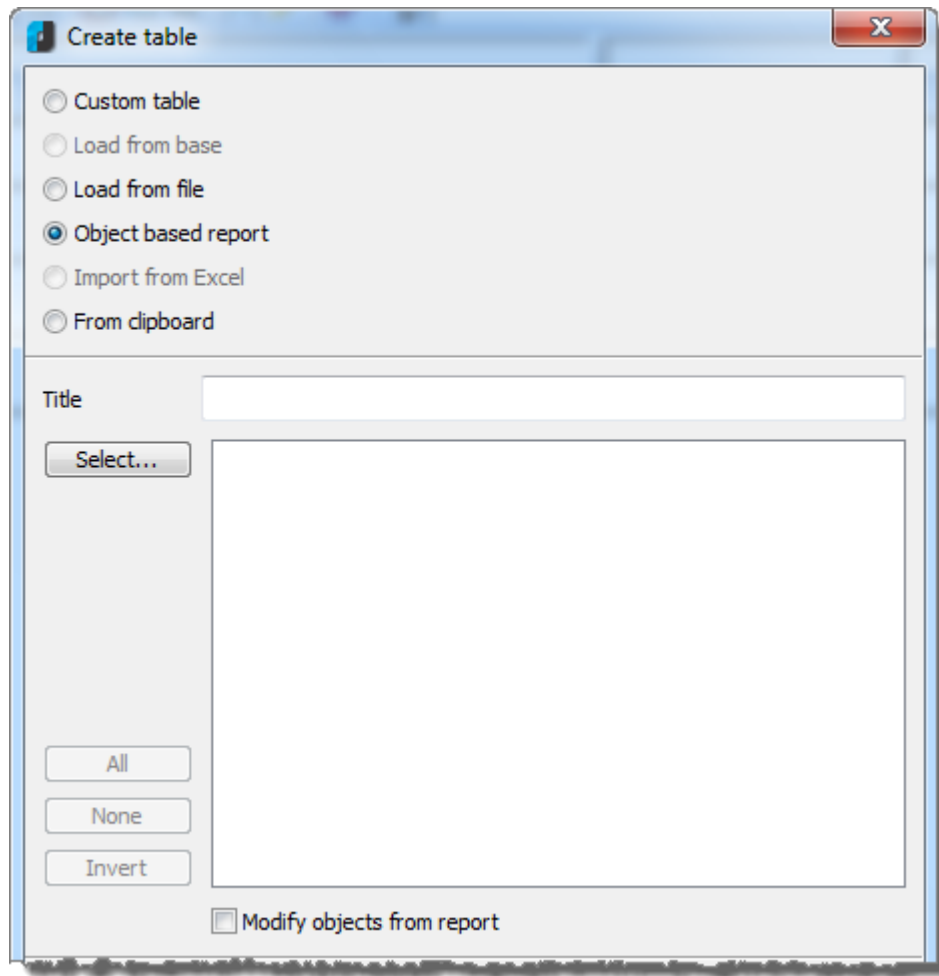 Create table
Custom table
Load from base
Load from file
Object based report
Import from Excel
From clipboard
Title
Select...
All
None
Invert
Modify objects from report